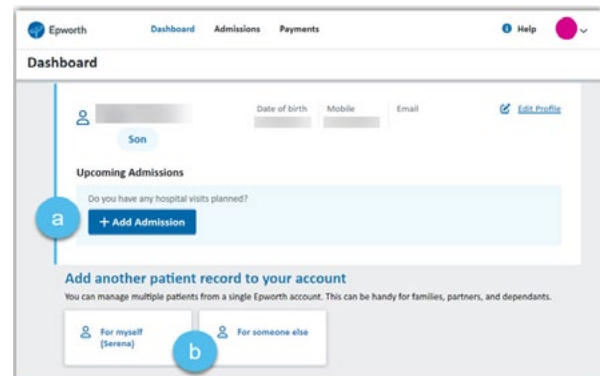 Epworth Dashboard Admissions Payments Help
Dashboard
Date of birth Mobile Email Edit Profile
Son
Upcoming Admissions
Do you have any hospital visits planned?
a
+ Add Admission
Add another patient record to your account
You can manage multiple patients from a single Epworth account. This can be handy for families, partners, and dependants.
For myself For someone else
(Serena)
b